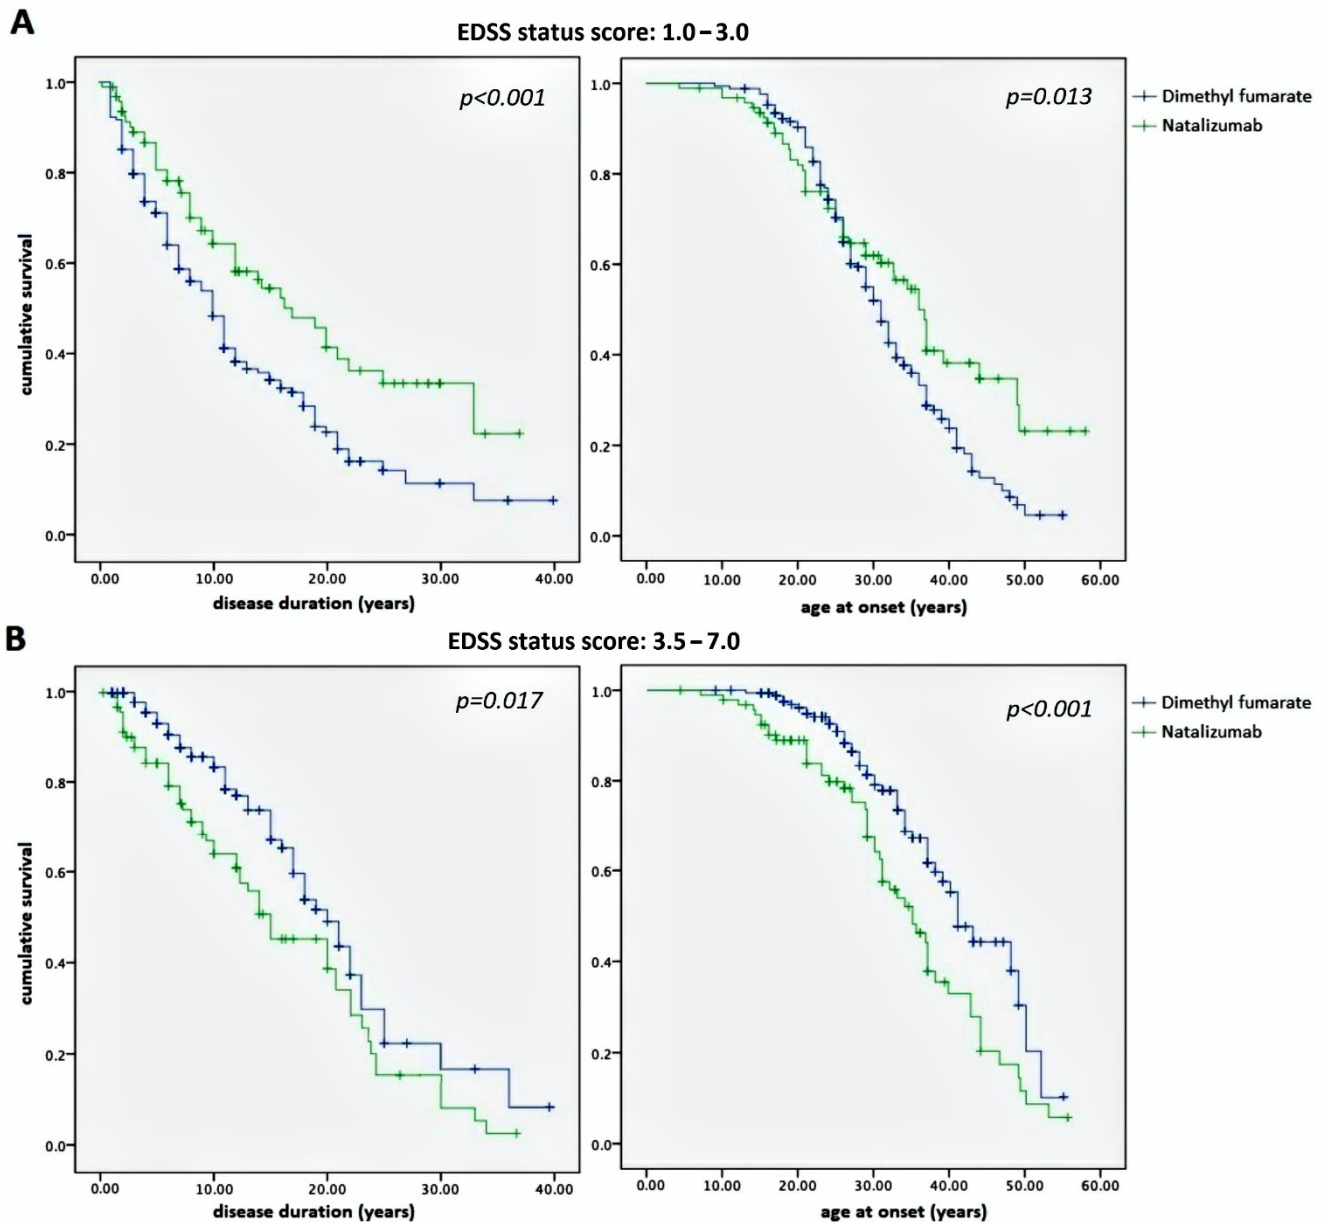 A
EDSS status score: 1.0 – 3.0
p<0.001
1.0
0.8
0.6
0.4
0.2
0.0
cumulative survival
0.00 10.00 20.00 30.00 40.00
disease duration (years)
p=0.013
1.0
0.8
0.6
0.4
0.2
0.0
0.00 10.00 20.00 30.00 40.00 50.00 60.00
age at onset (years)
Dimethyl fumarate
Natalizumab
B
EDSS status score: 3.5 – 7.0
p=0.017
1.0
0.8
0.6
0.4
0.2
0.0
cumulative survival
0.00 10.00 20.00 30.00 40.00
disease duration (years)
p<0.001
1.0
0.8
0.6
0.4
0.2
0.0
0.00 10.00 20.00 30.00 40.00 50.00 60.00
age at onset (years)
Dimethyl fumarate
Natalizumab